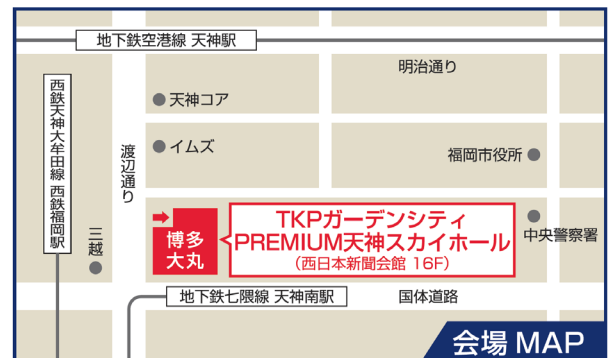 地下鉄空港線 天神駅
明治通り
西鉄天神大牟田線 西鉄福岡駅
渡辺通り
天神コア
イムズ
福岡市役所
三越
博多
大丸
TKPガーデンシティ
PREMIUM天神スカイホール
(西日本新聞会館 16F)
中央警察署
地下鉄七隈線 天神南駅
国体道路
会場 MAP